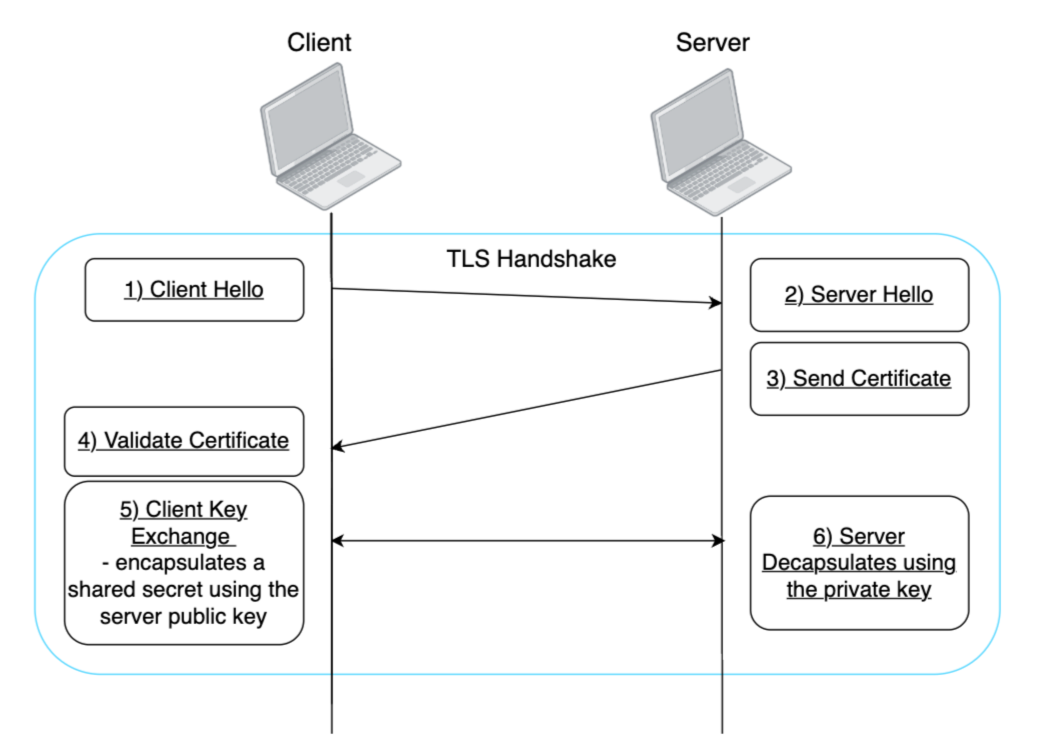 Client
Server
TLS Handshake
1) Client Hello
2) Server Hello
3) Send Certificate
4) Validate Certificate
5) Client Key
Exchange
- encapsulates a
shared secret using the
server public key
6) Server
Decapsulates using
the private key